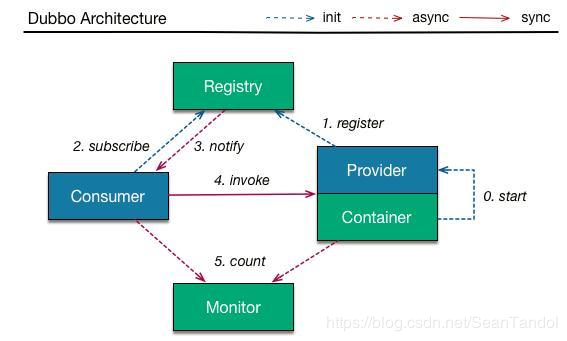 Dubbo Architecture
init
async
sync
Registry
1. register
2. subscribe
3. notify
Provider
4. invoke
Consumer
0. start
Container
5. count
Monitor
https://blog.csdn.net/SeanTandol